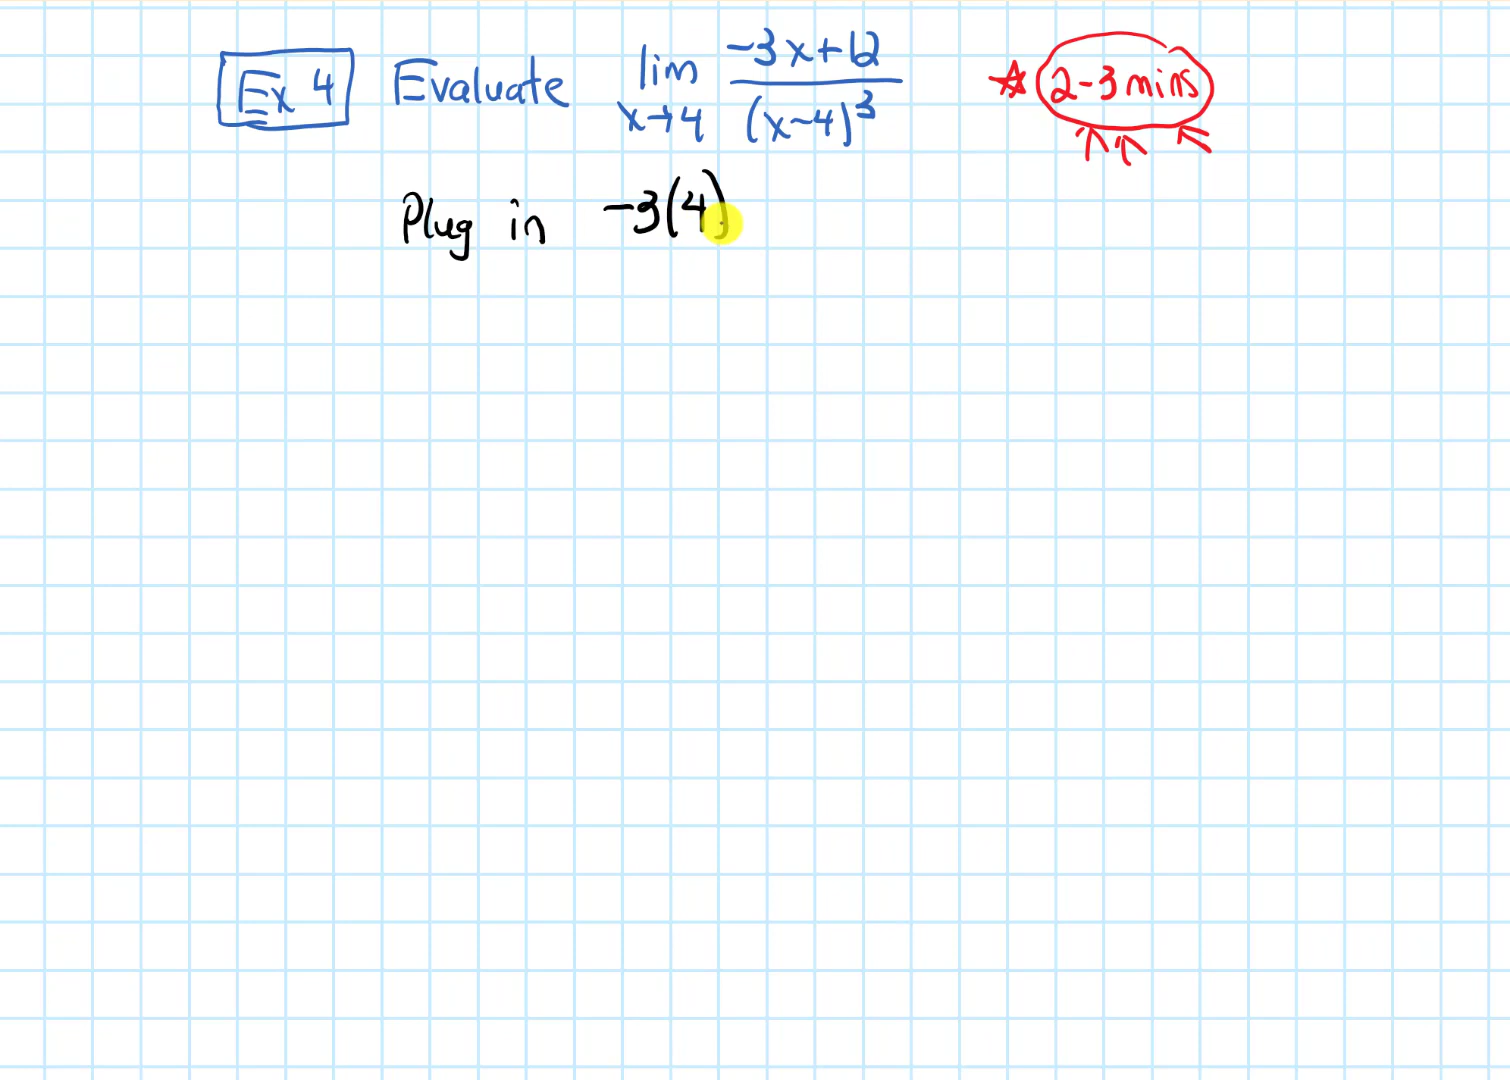 Ex 4 Evaluate lim x→4 (-3x+12)/(x-4)^3 ☆ 2-3 mins
Plug in -3(4)